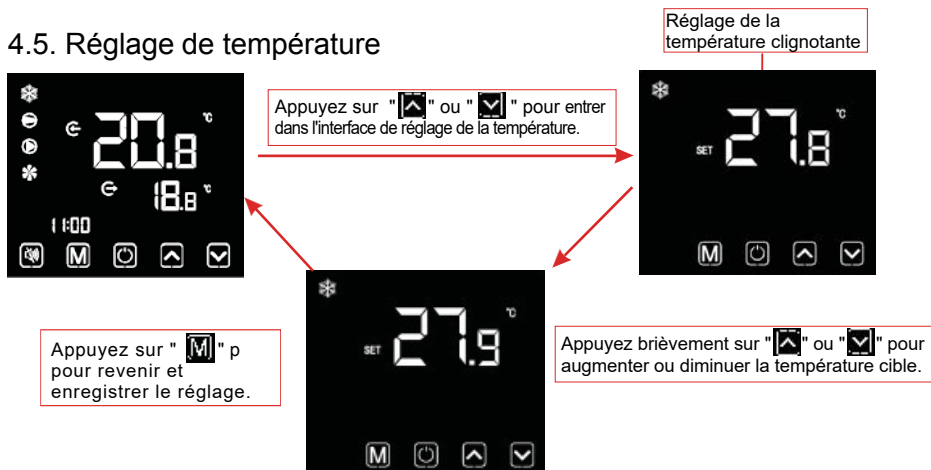 4.5. Réglage de température
Réglage de la
température clignotante
20.8 °C
18.8 °C
11:00
M
Appuyez sur " " ou " " pour entrer
dans l'interface de réglage de la température.
SET 27.8 °C
M
Appuyez brièvement sur " " ou " " pour
augmenter ou diminuer la température cible.
SET 27.9 °C
M
Appuyez sur " M " p
pour revenir et
enregistrer le réglage.